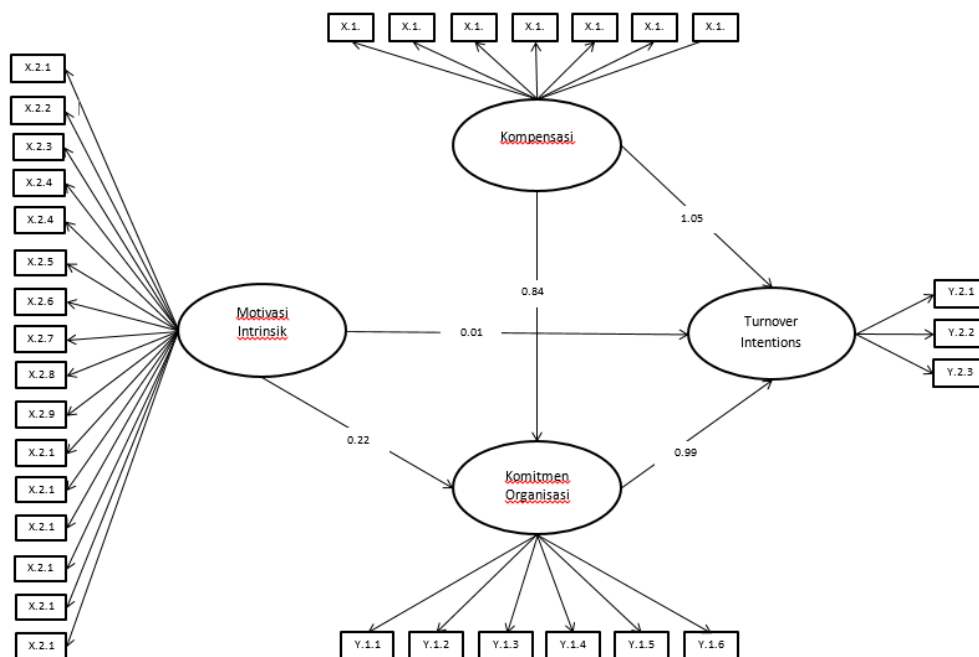 X.1.
X.1.
X.1.
X.1.
X.1.
X.1.
X.1.
X.2.1
X.2.2
X.2.3
X.2.4
X.2.4
X.2.5
X.2.6
X.2.7
X.2.8
X.2.9
X.2.1
X.2.1
X.2.1
X.2.1
X.2.1
X.2.1
Kompensasi
Motivasi
Intrinsik
Turnover
Intentions
Komitmen
Organisasi
1.05
0.84
0.01
0.22
0.99
Y.2.1
Y.2.2
Y.2.3
Y.1.1
Y.1.2
Y.1.3
Y.1.4
Y.1.5
Y.1.6